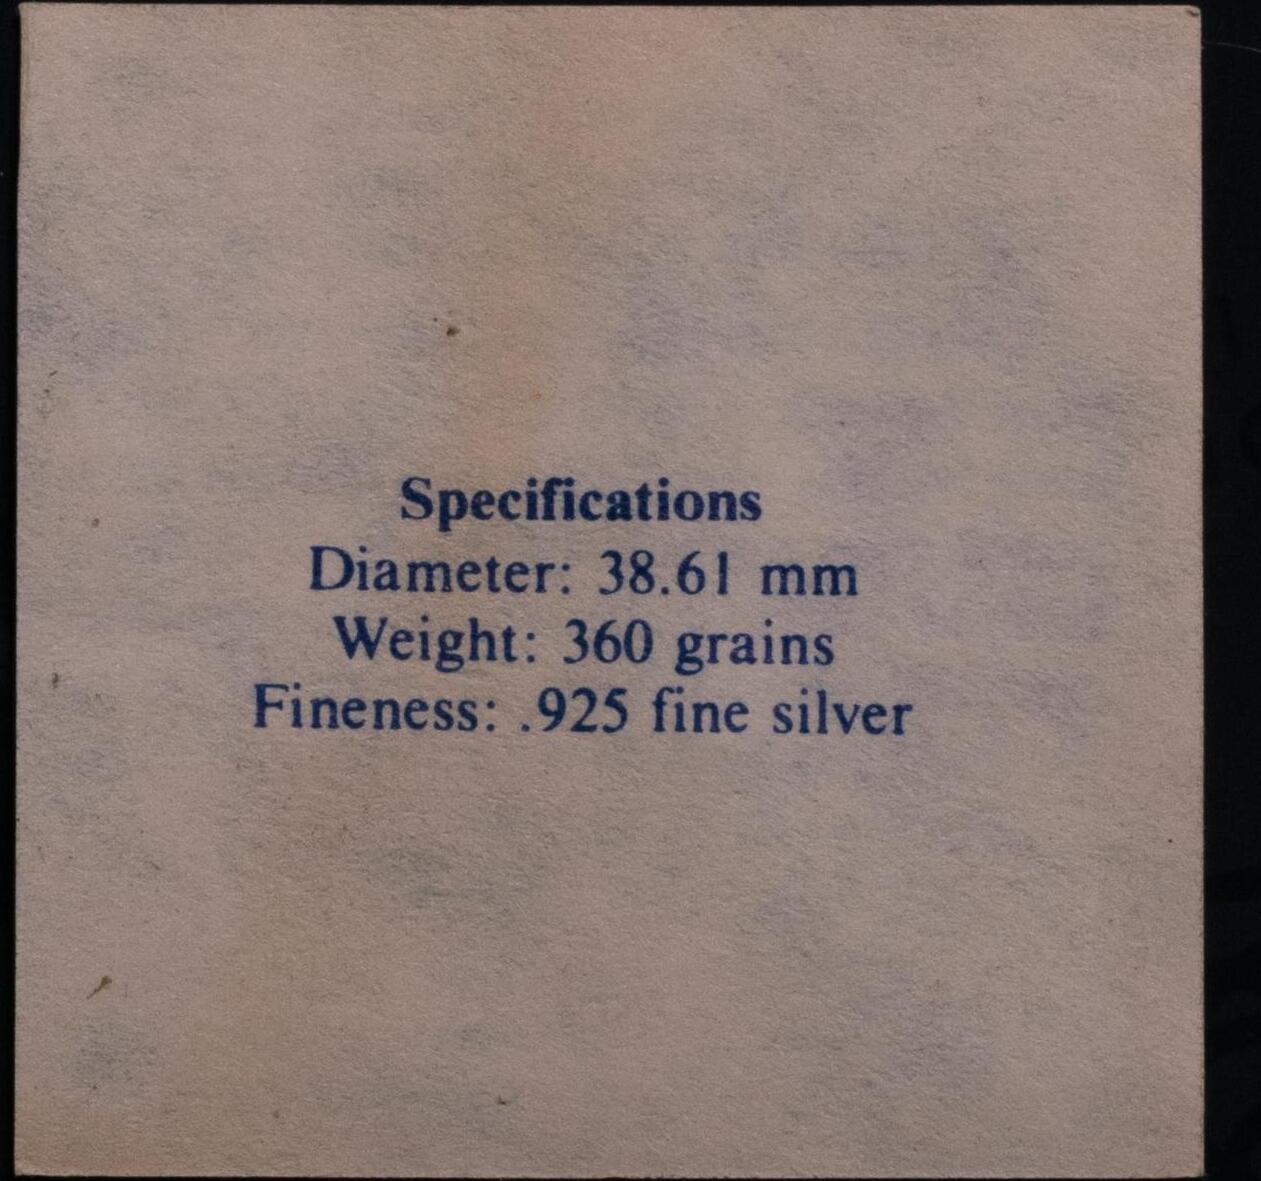 Specifications
Diameter: 38.61 mm
Weight: 360 grains
Fineness: .925 fine silver